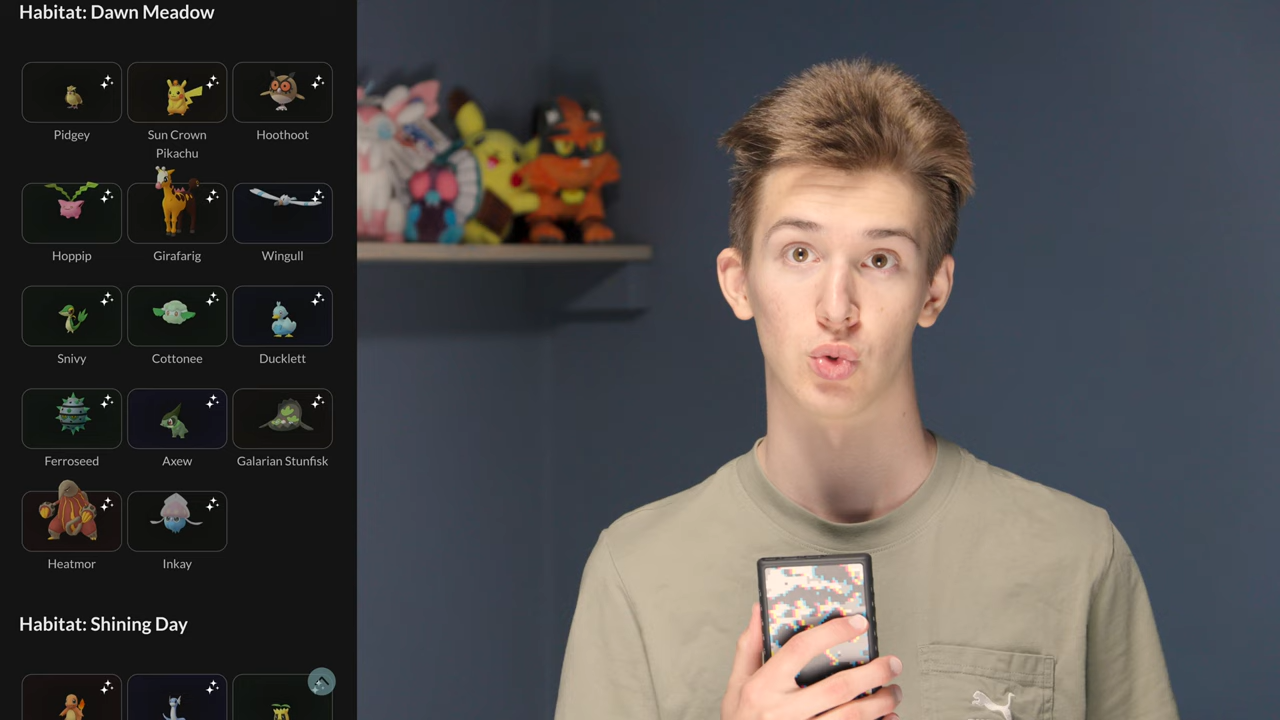 Habitat: Dawn Meadow
Pidgey
Sun Crown
Pikachu
Hoothoot
Hoppip
Girafarig
Wingull
Snivy
Cottonee
Ducklett
Ferroseed
Axew
Galarian Stunfisk
Heatmor
Inkay
Habitat: Shining Day